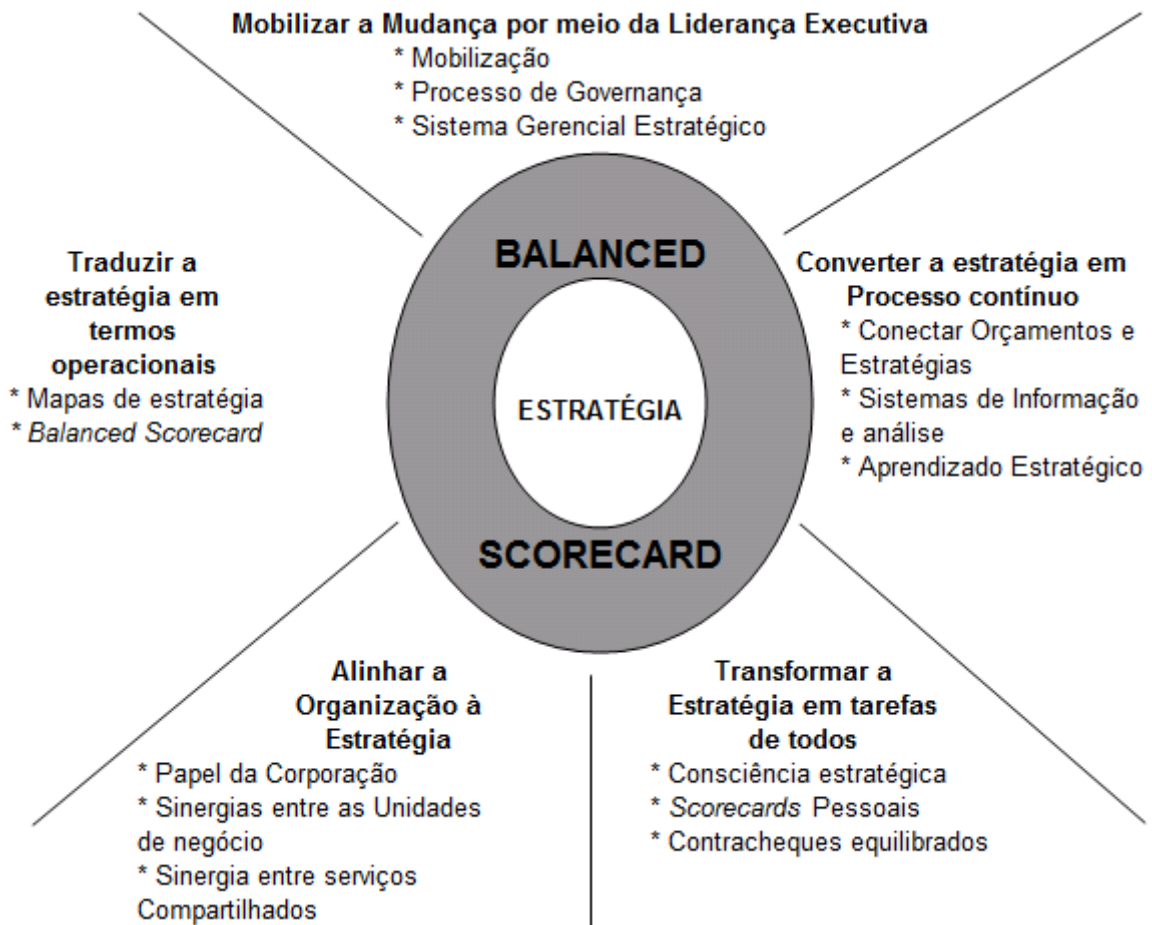 Mobilizar a Mudança por meio da Liderança Executiva
* Mobilização
* Processo de Governança
* Sistema Gerencial Estratégico
BALANCED
ESTRATÉGIA
SCORECARD
Traduzir a
estratégia em
termos
operacionais
* Mapas de estratégia
* Balanced Scorecard
Converter a estratégia em
Processo contínuo
* Conectar Orçamentos e
Estratégias
* Sistemas de Informação
e análise
* Aprendizado Estratégico
Alinhar a
Organização à
Estratégia
* Papel da Corporação
* Sinergias entre as Unidades
de negócio
* Sinergia entre serviços
Compartilhados
Transformar a
Estratégia em tarefas
de todos
* Consciência estratégica
* Scorecards Pessoais
* Contracheques equilibrados